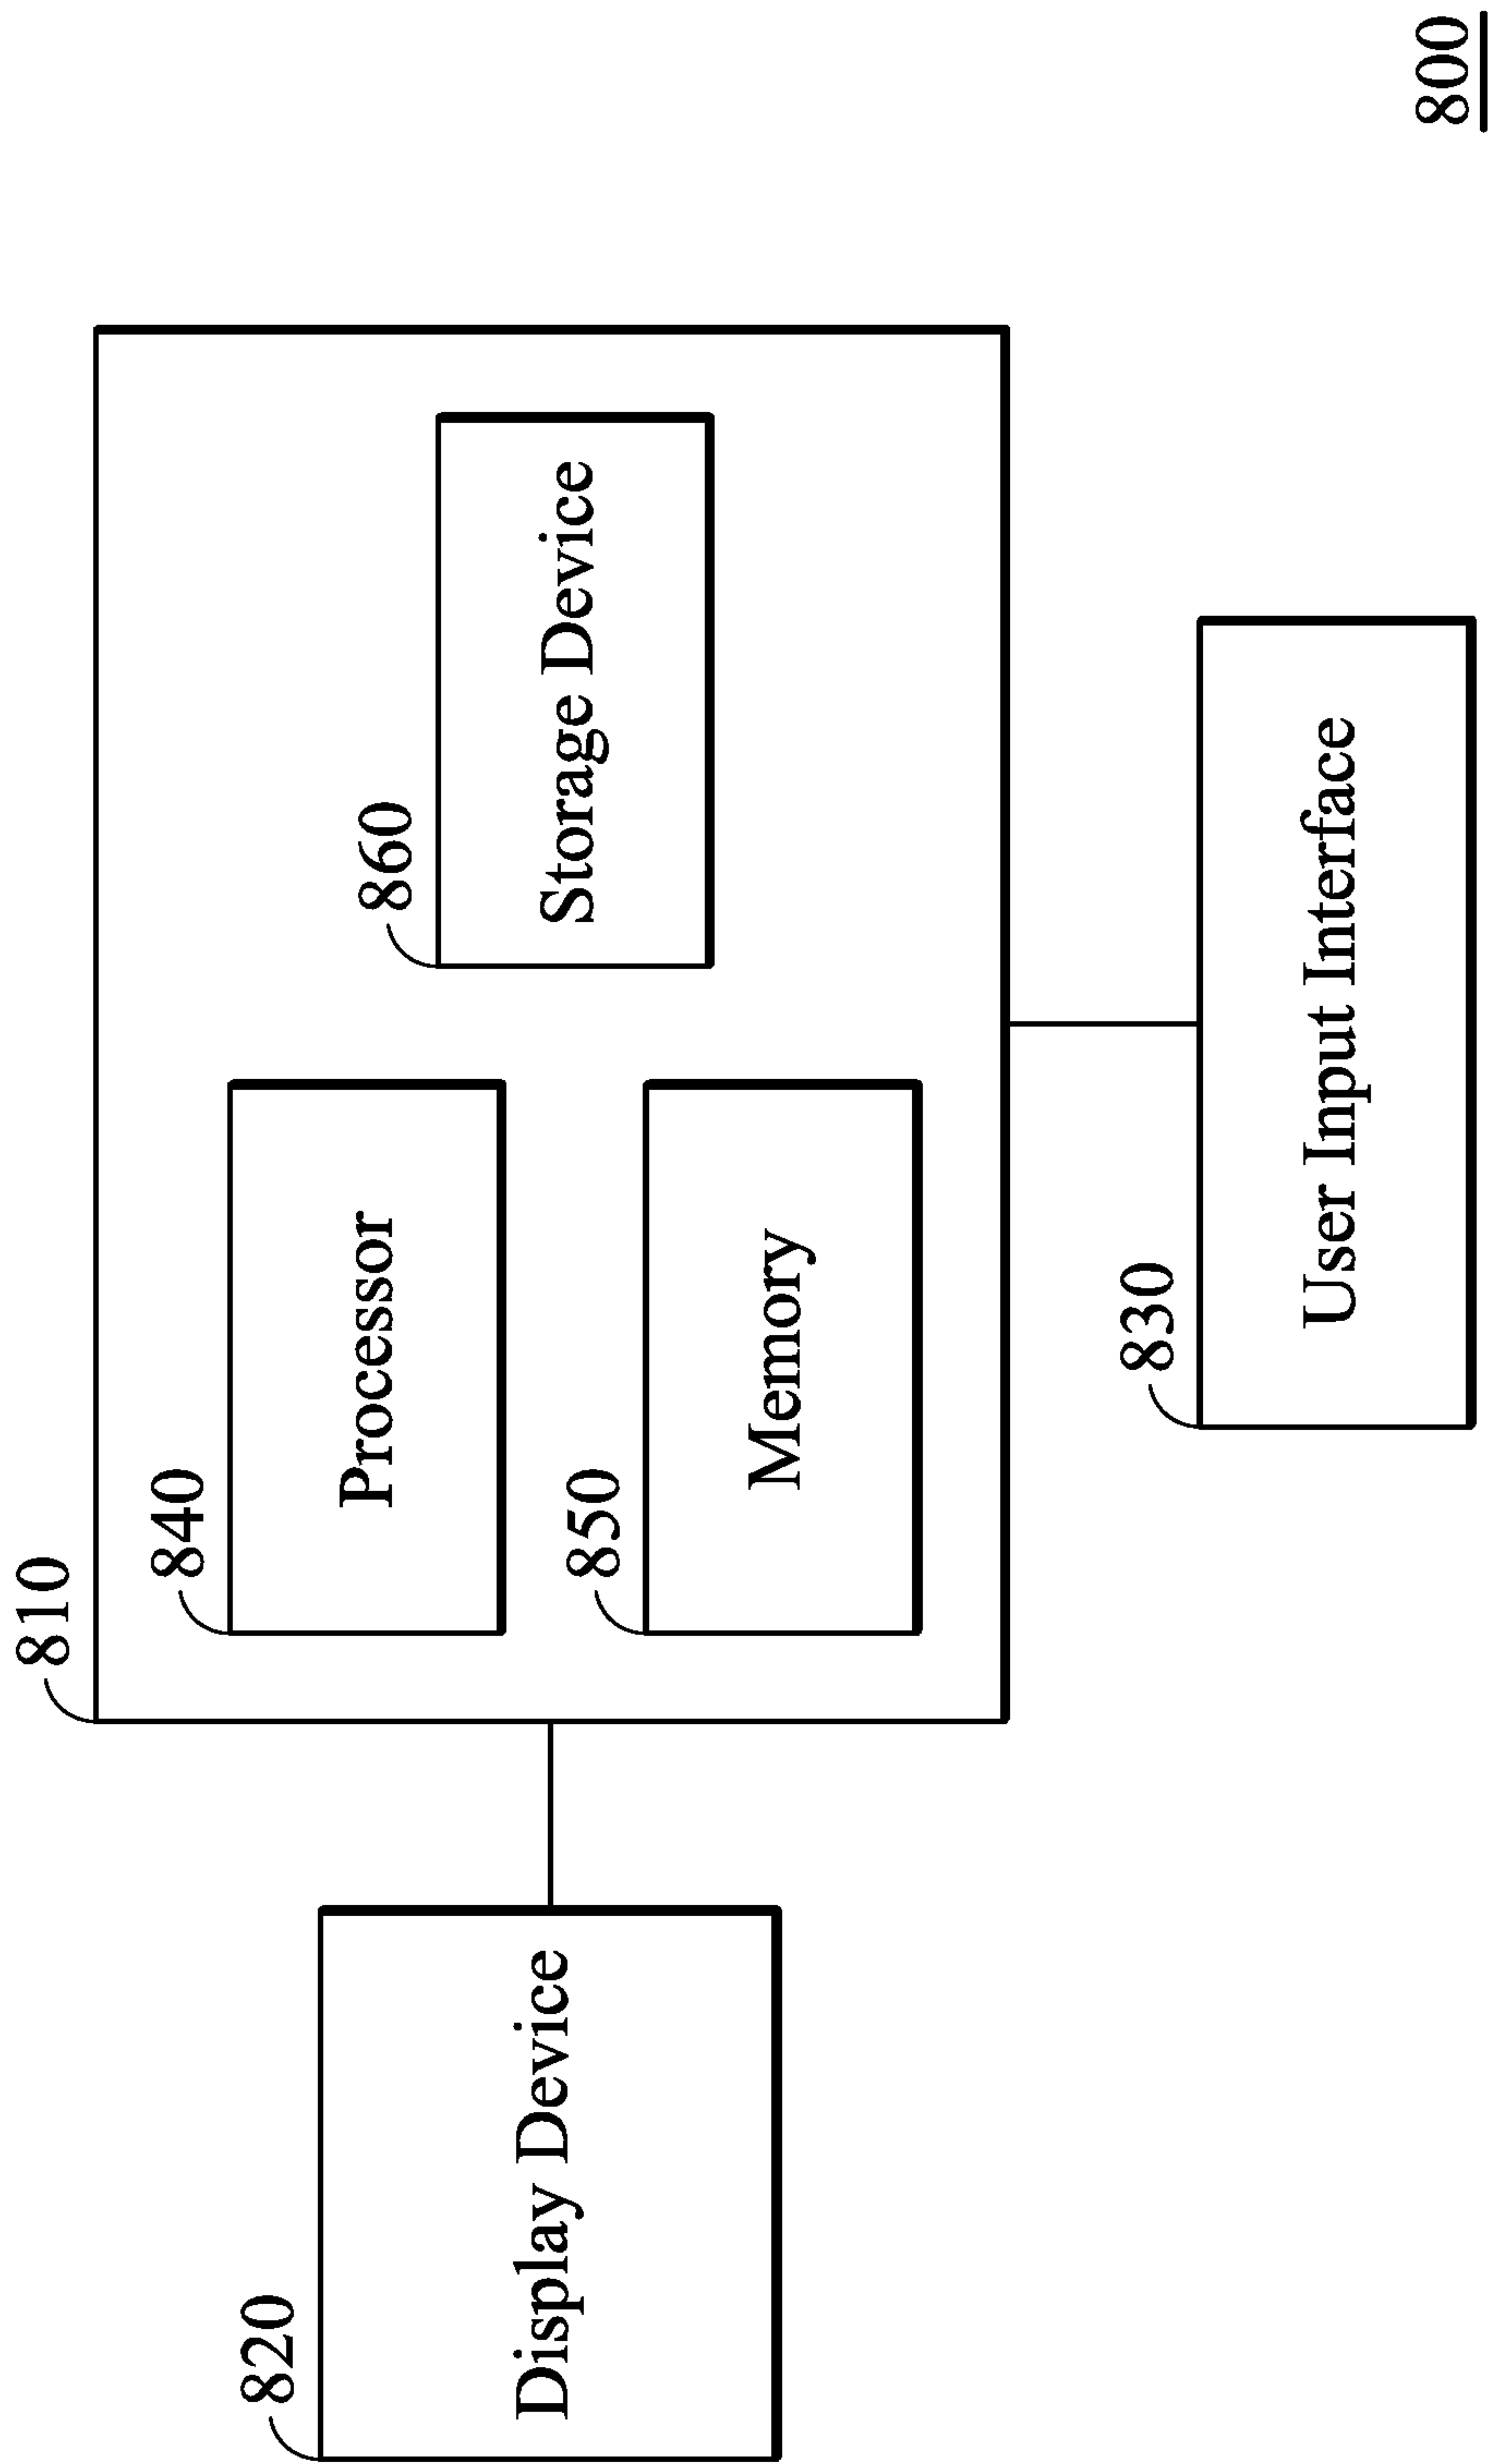 810
820
Display Device
840
Processor
860
Storage Device
850
Memory
830
User Input Interface
800